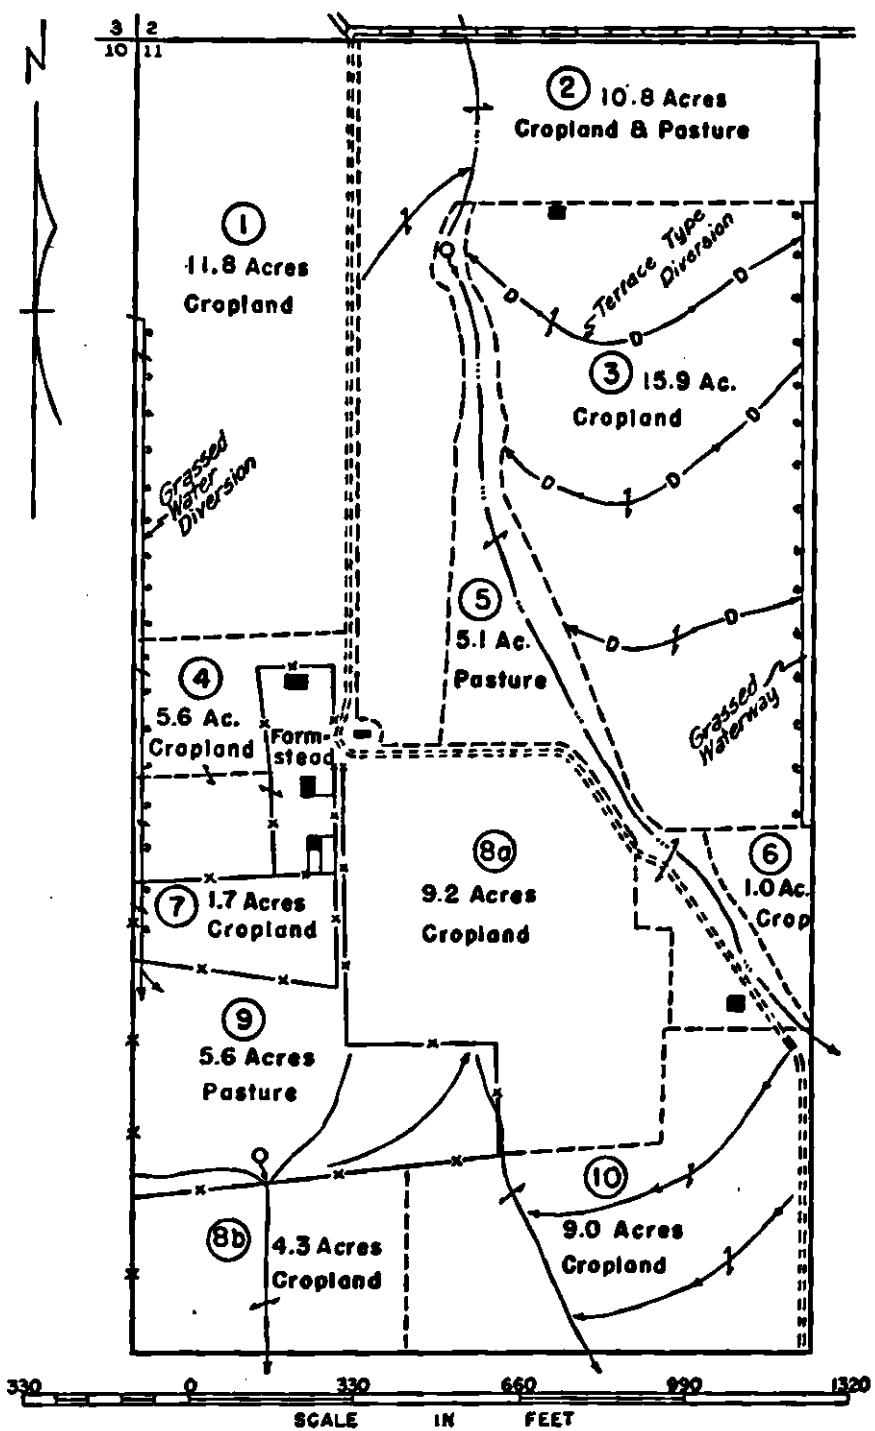 3 2
10 11
N
2 10.8 Acres
Cropland & Pasture
1
11.8 Acres
Cropland
Terrace Type
Diversion
D D D
3 15.9 Ac.
Cropland
D D D
Grassed
Water
Diversion
5
5.1 Ac.
Pasture
D D
4
5.6 Ac.
Cropland
Farm-
stead
Grassed
Waterway
8a
9.2 Acres
Cropland
6
1.0 Ac.
Crop
7 1.7 Acres
Cropland
9
5.6 Acres
Pasture
10
9.0 Acres
Cropland
8b 4.3 Acres
Cropland
330 0 330 660 990 1320
SCALE IN FEET